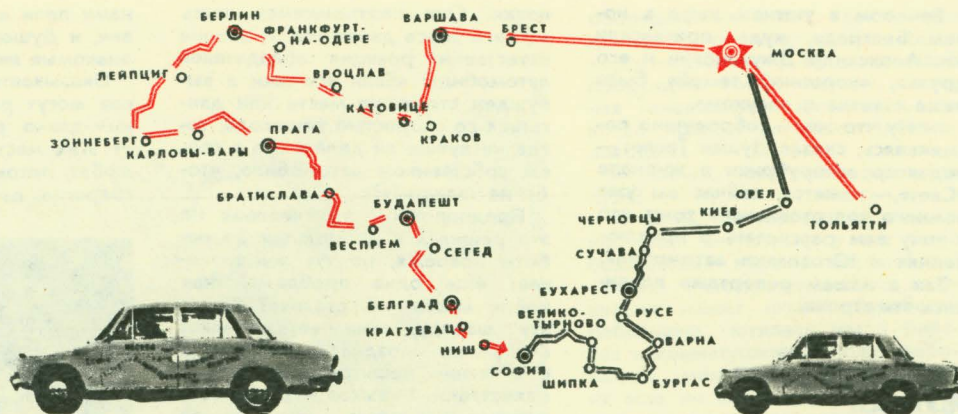 БЕРЛИН
ФРАНКФУРТ-
НА-ОДЕРЕ
ВАРШАВА
БРЕСТ
МОСКВА
ЛЕЙПЦИГ
ВРОЦЛАВ
КАТОВИЦЕ
КРАКОВ
ЗОННЕБЕРГ
КАРЛОВЫ-ВАРЫ
ПРАГА
БРАТИСЛАВА
БУДАПЕШТ
ВЕСПРЕМ
СЕГЕД
ЧЕРНОВЦЫ
КИЕВ
ОРЕЛ
ТОЛЬЯТТИ
СУЧАВА
БУХАРЕСТ
БЕЛГРАД
ВЕЛИКО-
ТЫРНОВО
РУСЕ
КРАГУЕВАЦ
НИШ
СОФИЯ
ШИПКА
ВАРНА
БУРГАС